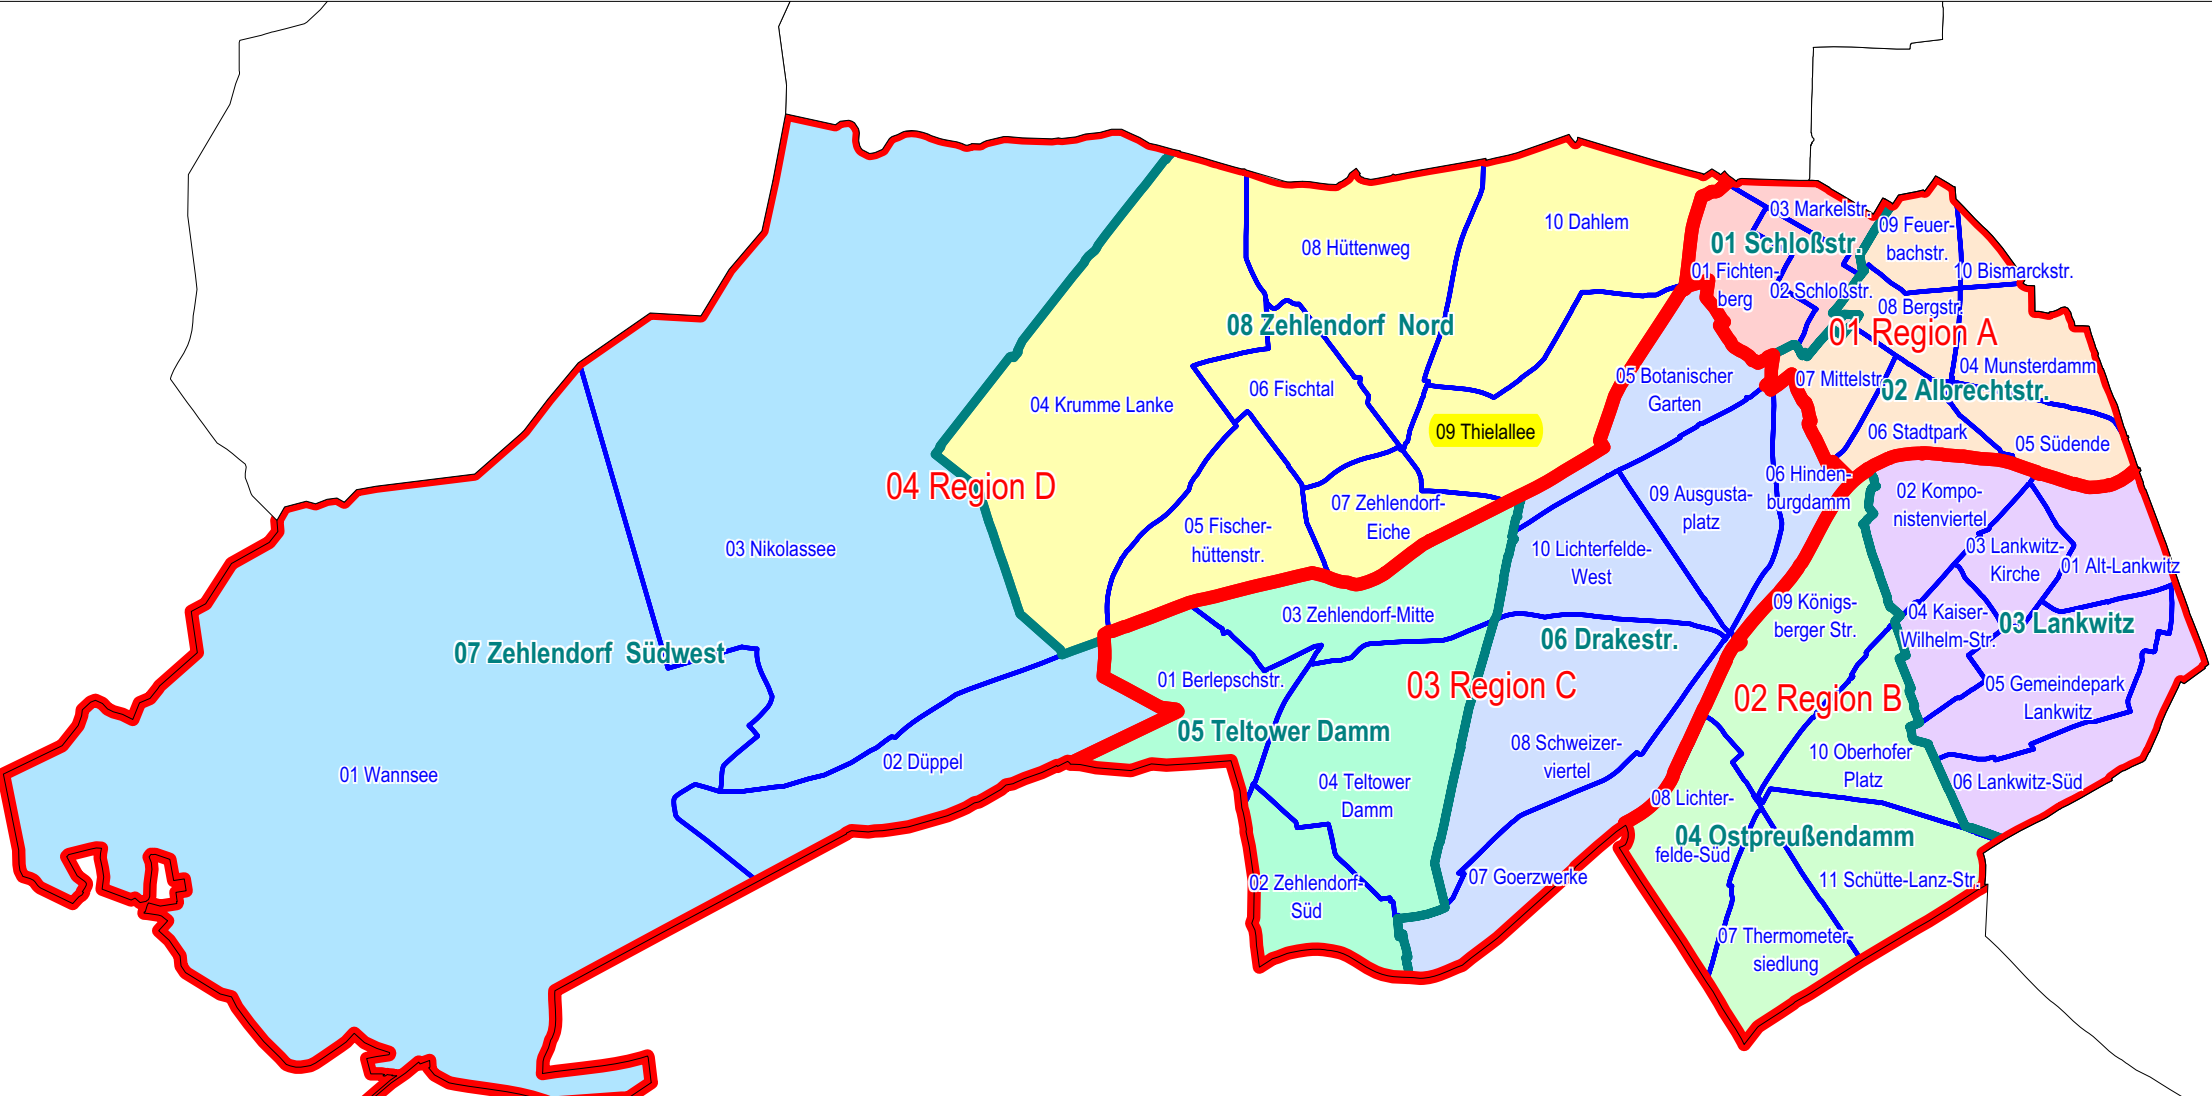 03 Markelstr.
10 Dahlem
09 Feuer-
bachstr.
08 Hüttenweg
01 Schloßstr.
01 Fichten-
berg
10 Bismarckstr.
02 Schloßstr.
08 Bergstr.
08 Zehlendorf Nord
01 Region A
04 Munsterdamm
05 Botanischer
Garten
07 Mittelstr.
06 Fischtal
02 Albrechtstr.
04 Krumme Lanke
09 Thielallee
06 Stadtpark
05 Südende
04 Region D
06 Hinden-
burgdamm
09 Ausgusta-
platz
02 Kompo-
nistenviertel
07 Zehlendorf-
Eiche
05 Fischer-
hüttenstr.
03 Nikolassee
10 Lichterfelde-
West
03 Lankwitz-
Kirche
01 Alt-Lankwitz
03 Zehlendorf-Mitte
09 Königs-
berger Str.
04 Kaiser-
Wilhelm-Str.
03 Lankwitz
06 Drakestr.
07 Zehlendorf Südwest
01 Berlepschstr.
03 Region C
02 Region B
05 Gemeindepark
Lankwitz
05 Teltower Damm
08 Schweizer-
viertel
10 Oberhofer
Platz
02 Düppel
01 Wannsee
04 Teltower
Damm
06 Lankwitz-Süd
08 Lichter-
felde-Süd
04 Ostpreußendamm
02 Zehlendorf-
Süd
07 Goerzwerke
11 Schütte-Lanz-Str.
07 Thermometer-
siedlung